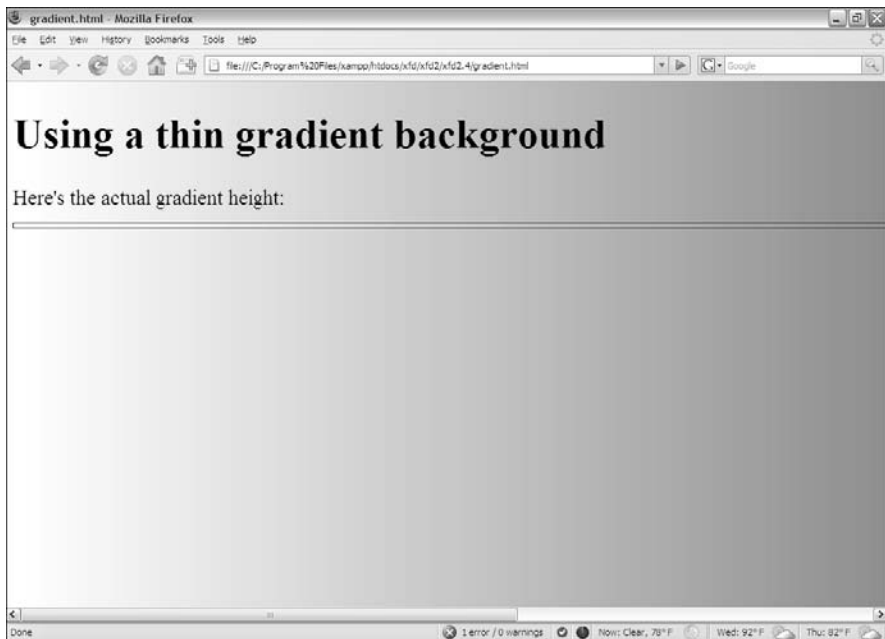 gradient.html - Mozilla Firefox
File Edit View History Bookmarks Tools Help
file:///C:/Program%20Files/xampp/htdocs/xfd/xfd2/xfd2.4/gradient.html
G Google
Using a thin gradient background
Here's the actual gradient height:
Done 1 error / 0 warnings Now: Clear, 78° F Wed: 92° F Thu: 82° F